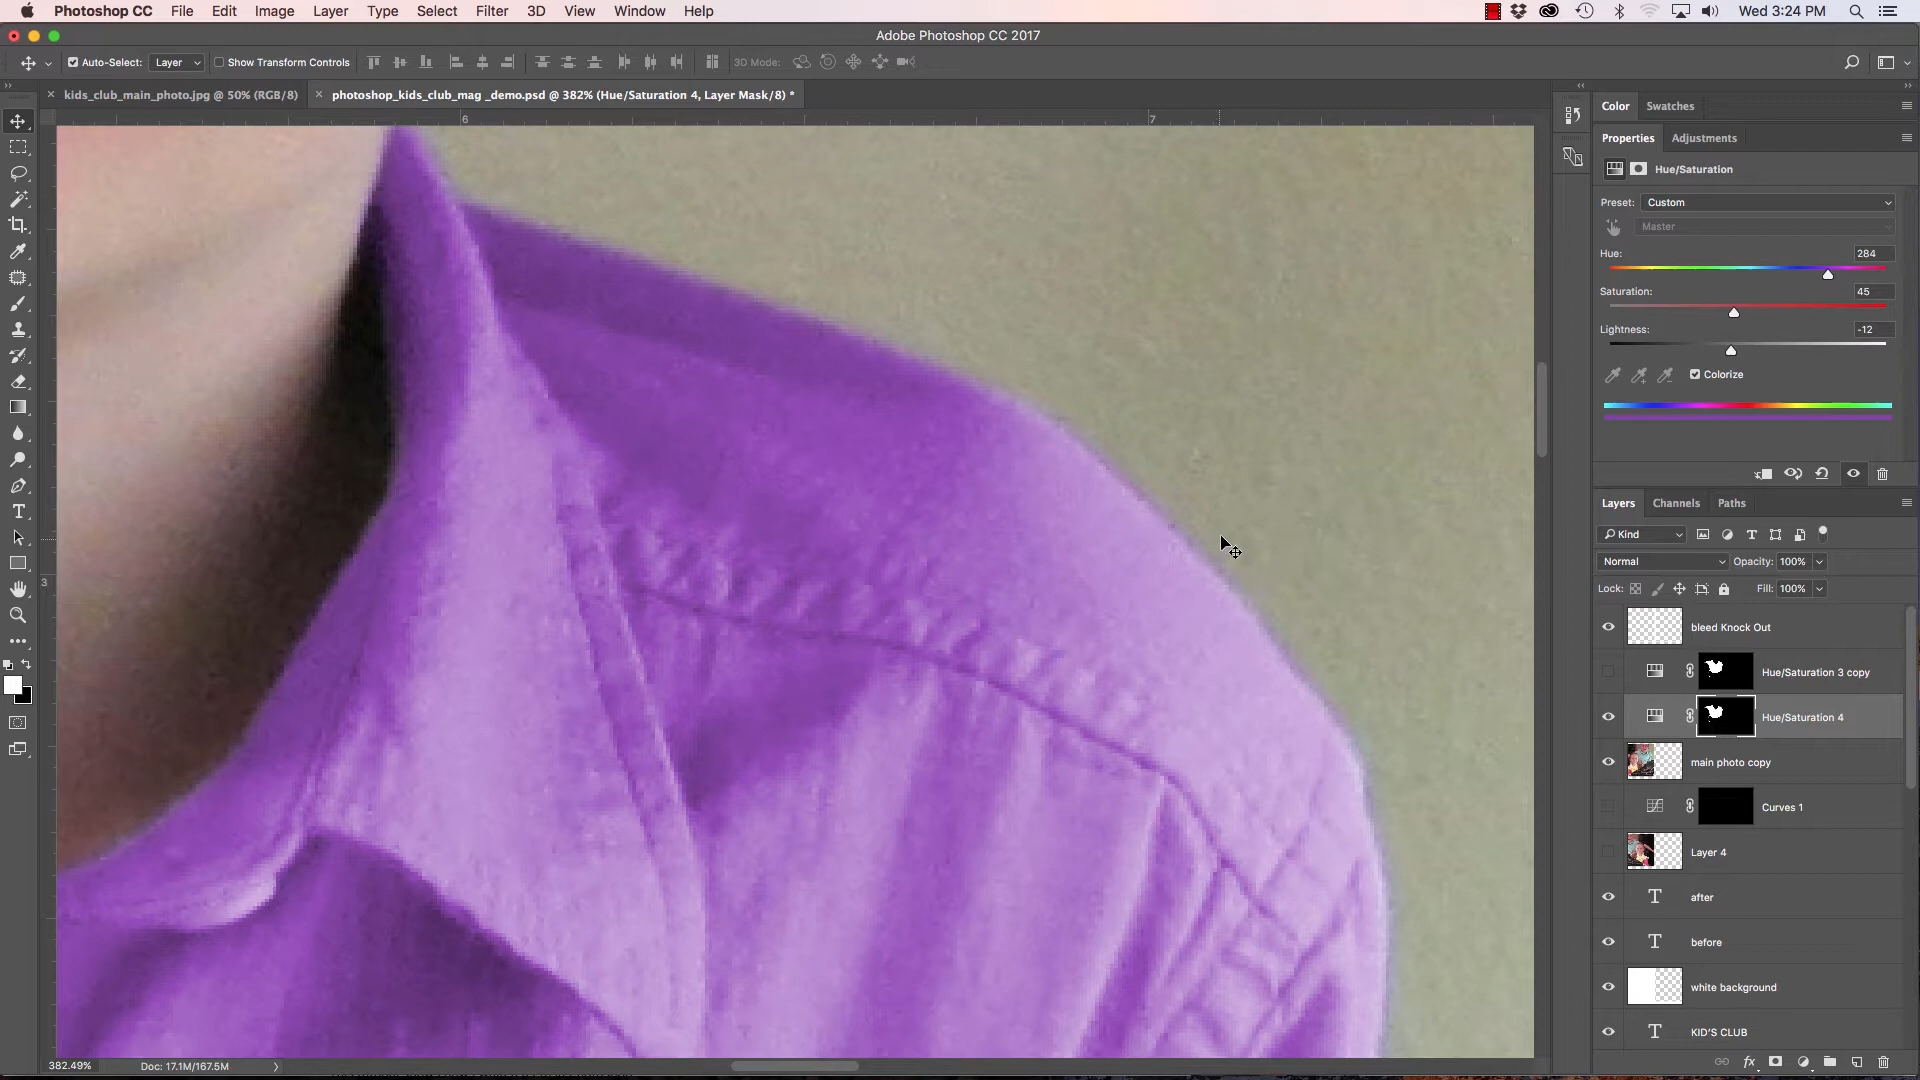 Photoshop CC File Edit Image Layer Type Select Filter 3D View Window Help Wed 3:24 PM
Adobe Photoshop CC 2017
Auto-Select: Layer Show Transform Controls 3D Mode:
kids_club_main_photo.jpg @ 50% (RGB/8) photoshop_kids_club_mag _demo.psd @ 382% (Hue/Saturation 4, Layer Mask/8) *
6 7
3
Color Swatches
Properties Adjustments
Hue/Saturation
Preset: Custom
Master
Hue: 284
Saturation: 45
Lightness: -12
Colorize
Layers Channels Paths
Kind
Normal Opacity: 100%
Lock: Fill: 100%
bleed Knock Out
Hue/Saturation 3 copy
Hue/Saturation 4
main photo copy
Curves 1
Layer 4
T after
T before
white background
T KID'S CLUB
fx
382.49% Doc: 17.1M/167.5M